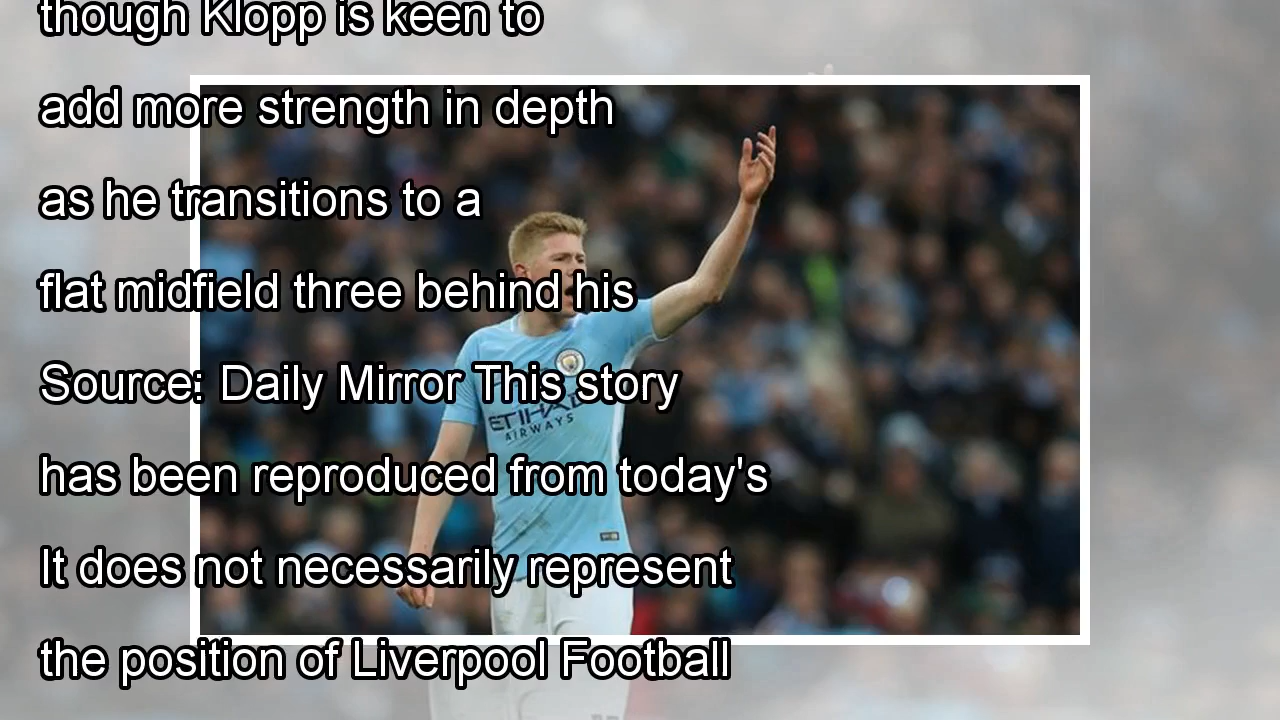 though Klopp is keen to
add more strength in depth
as he transitions to a
flat midfield three behind his
Source: Daily Mirror This story
has been reproduced from today's
It does not necessarily represent
the position of Liverpool Football
ETIHAD
AIRWAYS